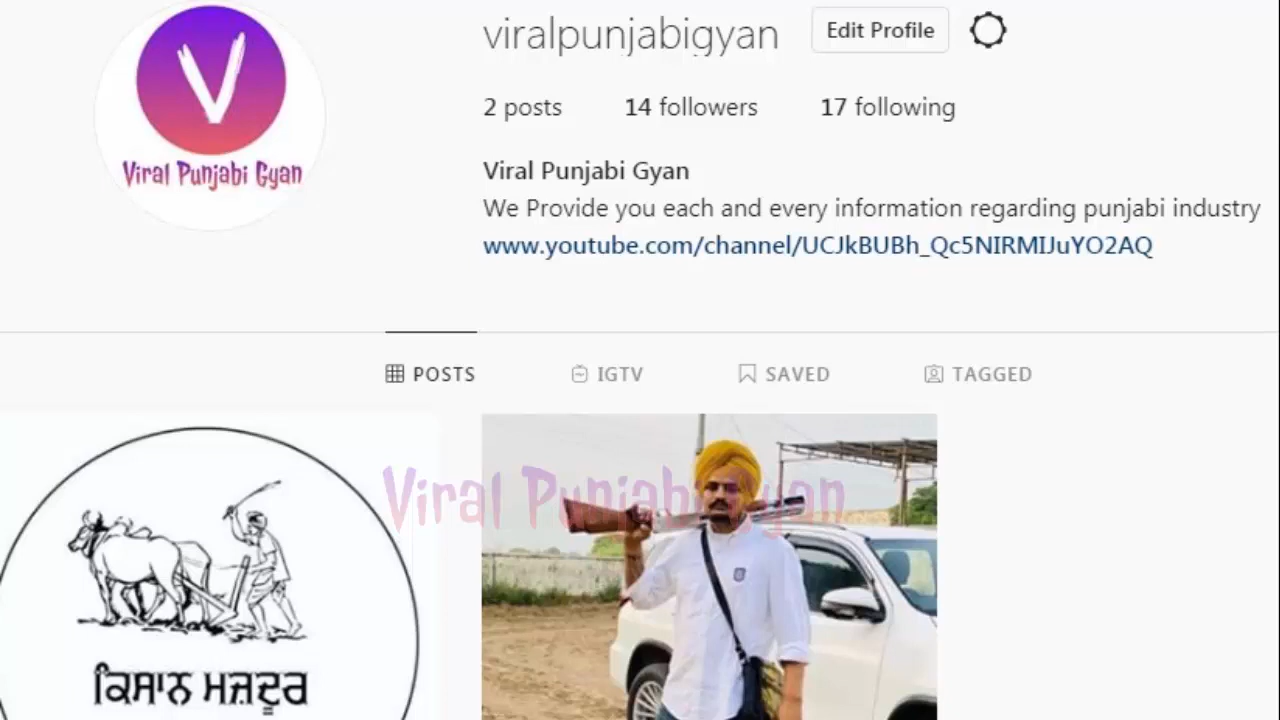 V
Viral Punjabi Gyan
viralpunjabigyan
Edit Profile
2 posts
14 followers
17 following
Viral Punjabi Gyan
We Provide you each and every information regarding punjabi industry
www.youtube.com/channel/UCJkBUBh_Qc5NIRMIJuYO2AQ
POSTS
IGTV
SAVED
TAGGED
Viral Punjabi Gyan
ਕਿਸਾਨ ਮਜ਼ਦੂਰ